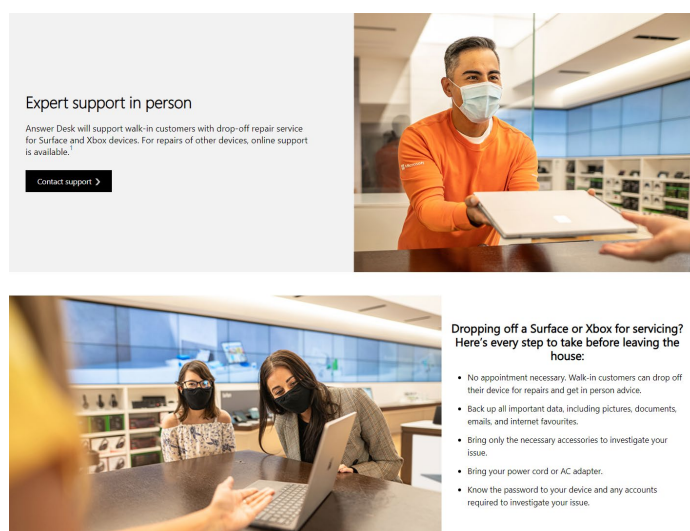 Expert support in person
Answer Desk will support walk-in customers with drop-off repair service
for Surface and Xbox devices. For repairs of other devices, online support
is available.1
Contact support ❯
Dropping off a Surface or Xbox for servicing?
Here's every step to take before leaving the
house:
• No appointment necessary. Walk-in customers can drop off
their device for repairs and get in person advice.
• Back up all important data, including pictures, documents,
emails, and internet favourites.
• Bring only the necessary accessories to investigate your
issue.
• Bring your power cord or AC adapter.
• Know the password to your device and any accounts
required to investigate your issue.